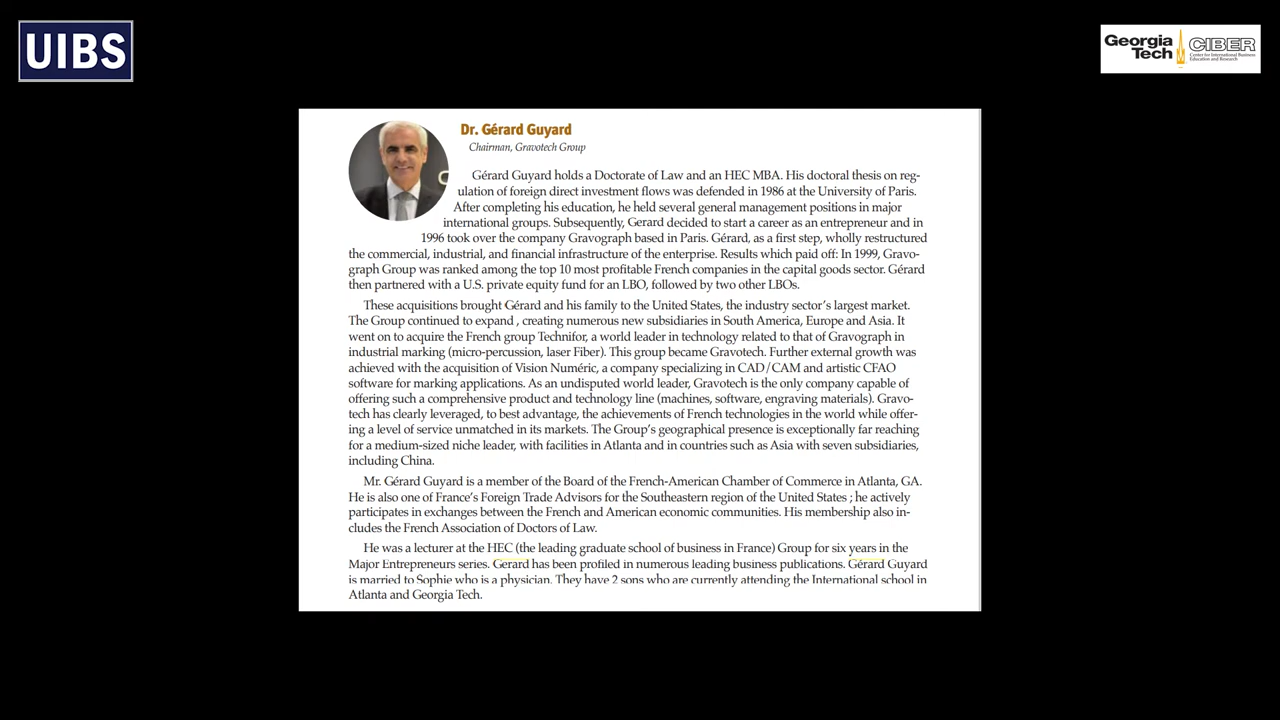 UIBS
Georgia
Tech
CIBER
Center for International Business
Education and Research
Dr. Gérard Guyard
Chairman, Gravotech Group
Gérard Guyard holds a Doctorate of Law and an HEC MBA. His doctoral thesis on reg-
ulation of foreign direct investment flows was defended in 1986 at the University of Paris.
After completing his education, he held several general management positions in major
international groups. Subsequently, Gerard decided to start a career as an entrepreneur and in
1996 took over the company Gravograph based in Paris. Gérard, as a first step, wholly restructured
the commercial, industrial, and financial infrastructure of the enterprise. Results which paid off: In 1999, Gravo-
graph Group was ranked among the top 10 most profitable French companies in the capital goods sector. Gérard
then partnered with a U.S. private equity fund for an LBO, followed by two other LBOs.
These acquisitions brought Gérard and his family to the United States, the industry sector's largest market.
The Group continued to expand , creating numerous new subsidiaries in South America, Europe and Asia. It
went on to acquire the French group Technifor, a world leader in technology related to that of Gravograph in
industrial marking (micro-percussion, laser Fiber). This group became Gravotech. Further external growth was
achieved with the acquisition of Vision Numéric, a company specializing in CAD/CAM and artistic CFAO
software for marking applications. As an undisputed world leader, Gravotech is the only company capable of
offering such a comprehensive product and technology line (machines, software, engraving materials). Gravo-
tech has clearly leveraged, to best advantage, the achievements of French technologies in the world while offer-
ing a level of service unmatched in its markets. The Group's geographical presence is exceptionally far reaching
for a medium-sized niche leader, with facilities in Atlanta and in countries such as Asia with seven subsidiaries,
including China.
Mr. Gérard Guyard is a member of the Board of the French-American Chamber of Commerce in Atlanta, GA.
He is also one of France's Foreign Trade Advisors for the Southeastern region of the United States ; he actively
participates in exchanges between the French and American economic communities. His membership also in-
cludes the French Association of Doctors of Law.
He was a lecturer at the HEC (the leading graduate school of business in France) Group for six years in the
Major Entrepreneurs series. Gerard has been profiled in numerous leading business publications. Gérard Guyard
is married to Sophie who is a physician. They have 2 sons who are currently attending the International school in
Atlanta and Georgia Tech.